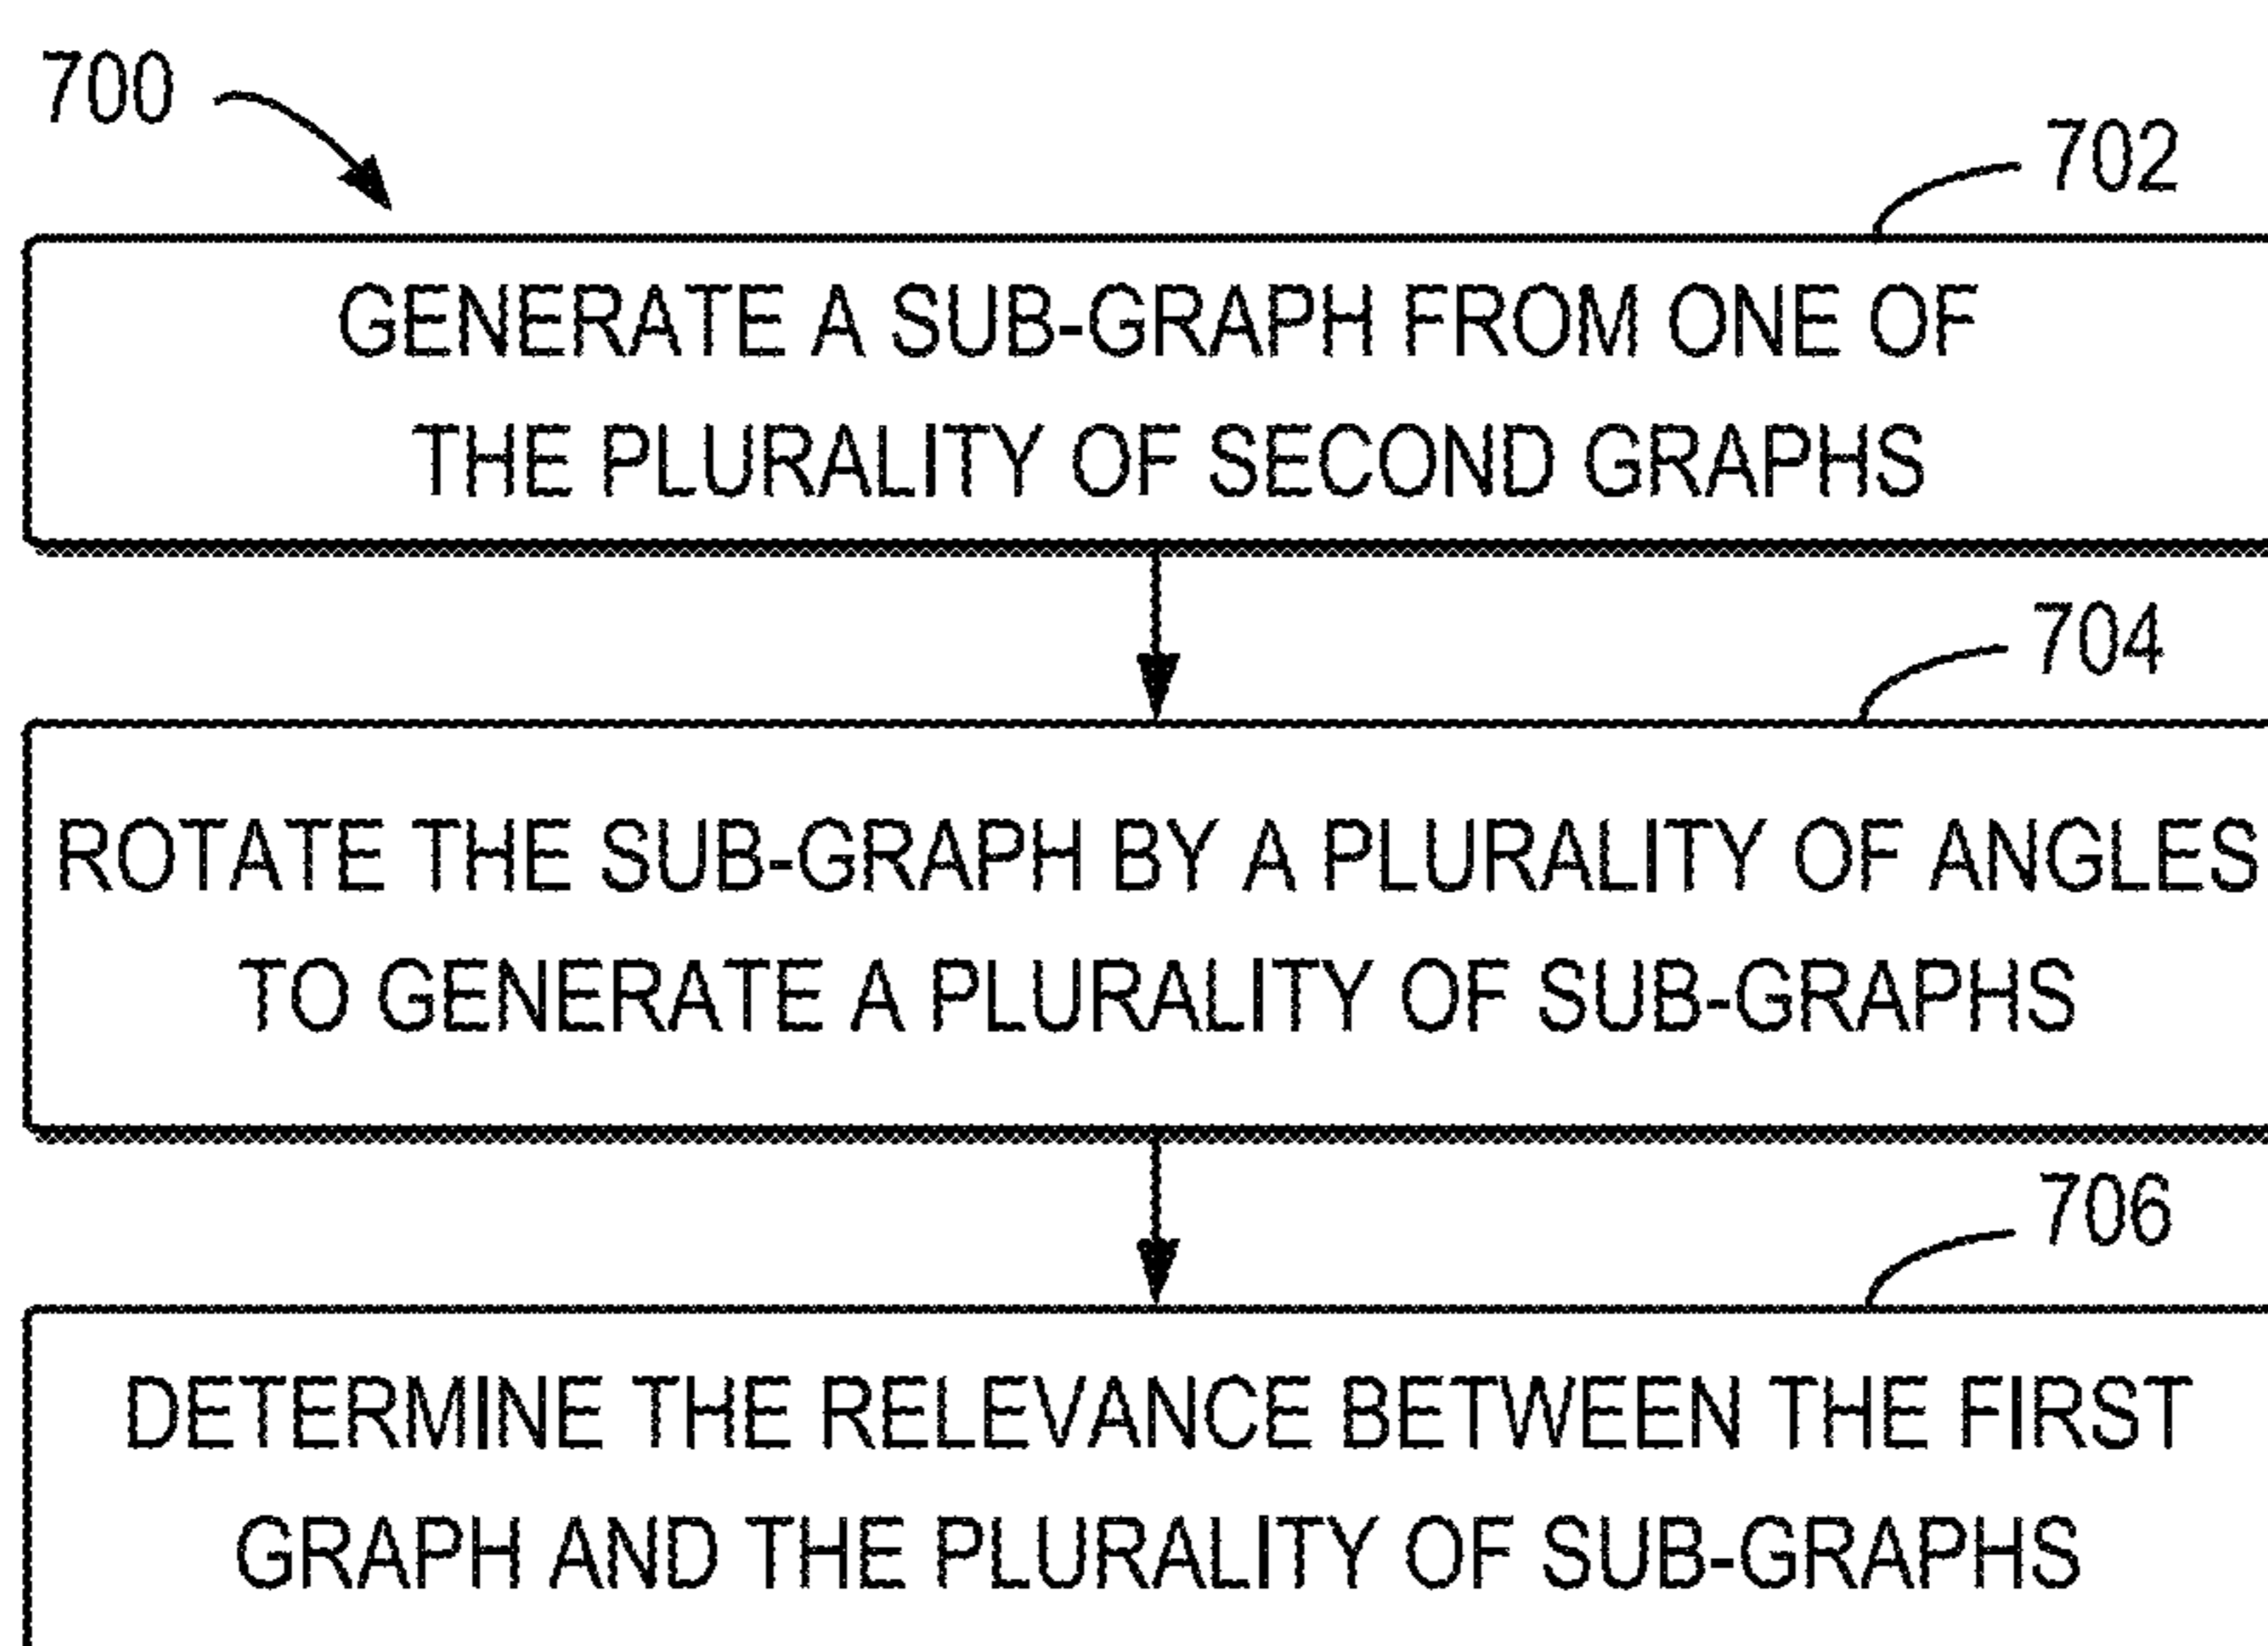 700
702
GENERATE A SUB-GRAPH FROM ONE OF
THE PLURALITY OF SECOND GRAPHS
704
ROTATE THE SUB-GRAPH BY A PLURALITY OF ANGLES
TO GENERATE A PLURALITY OF SUB-GRAPHS
706
DETERMINE THE RELEVANCE BETWEEN THE FIRST
GRAPH AND THE PLURALITY OF SUB-GRAPHS